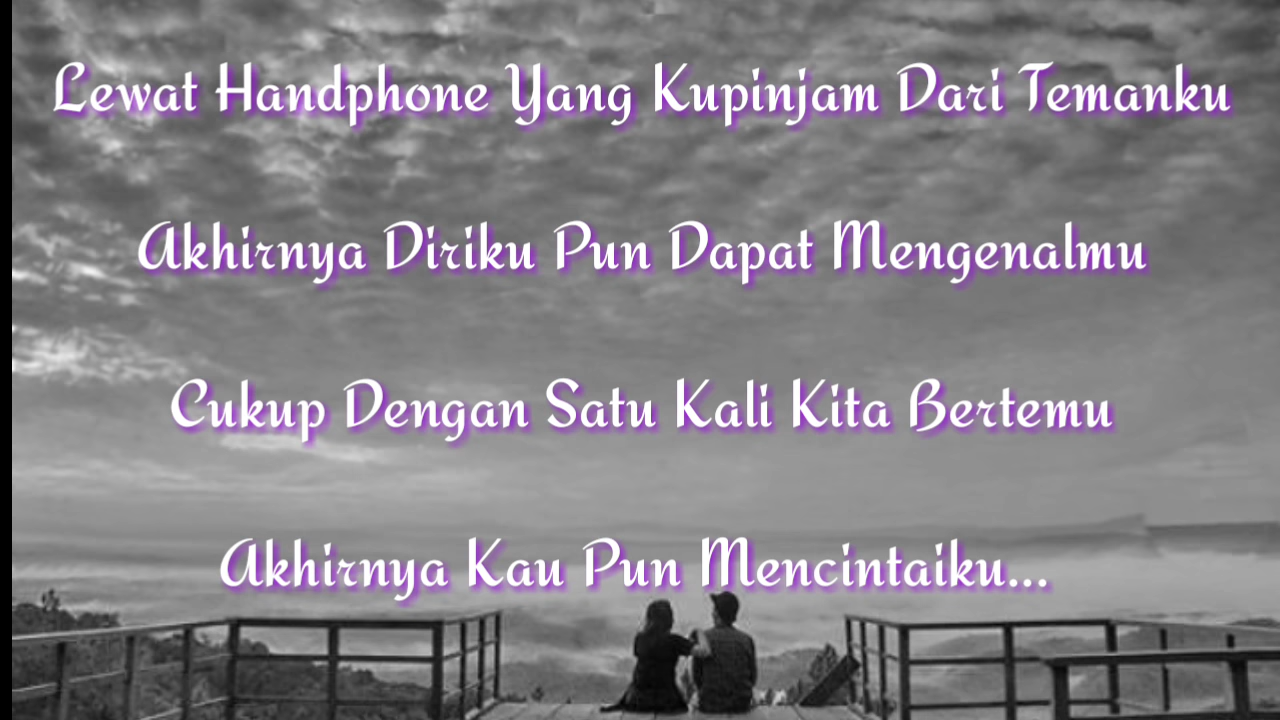 Lewat Handphone Yang Kupinjam Dari Temanku
Akhirnya Diriku Pun Dapat Mengenalmu
Cukup Dengan Satu Kali Kita Bertemu
Akhirnya Kau Pun Mencintaiku...